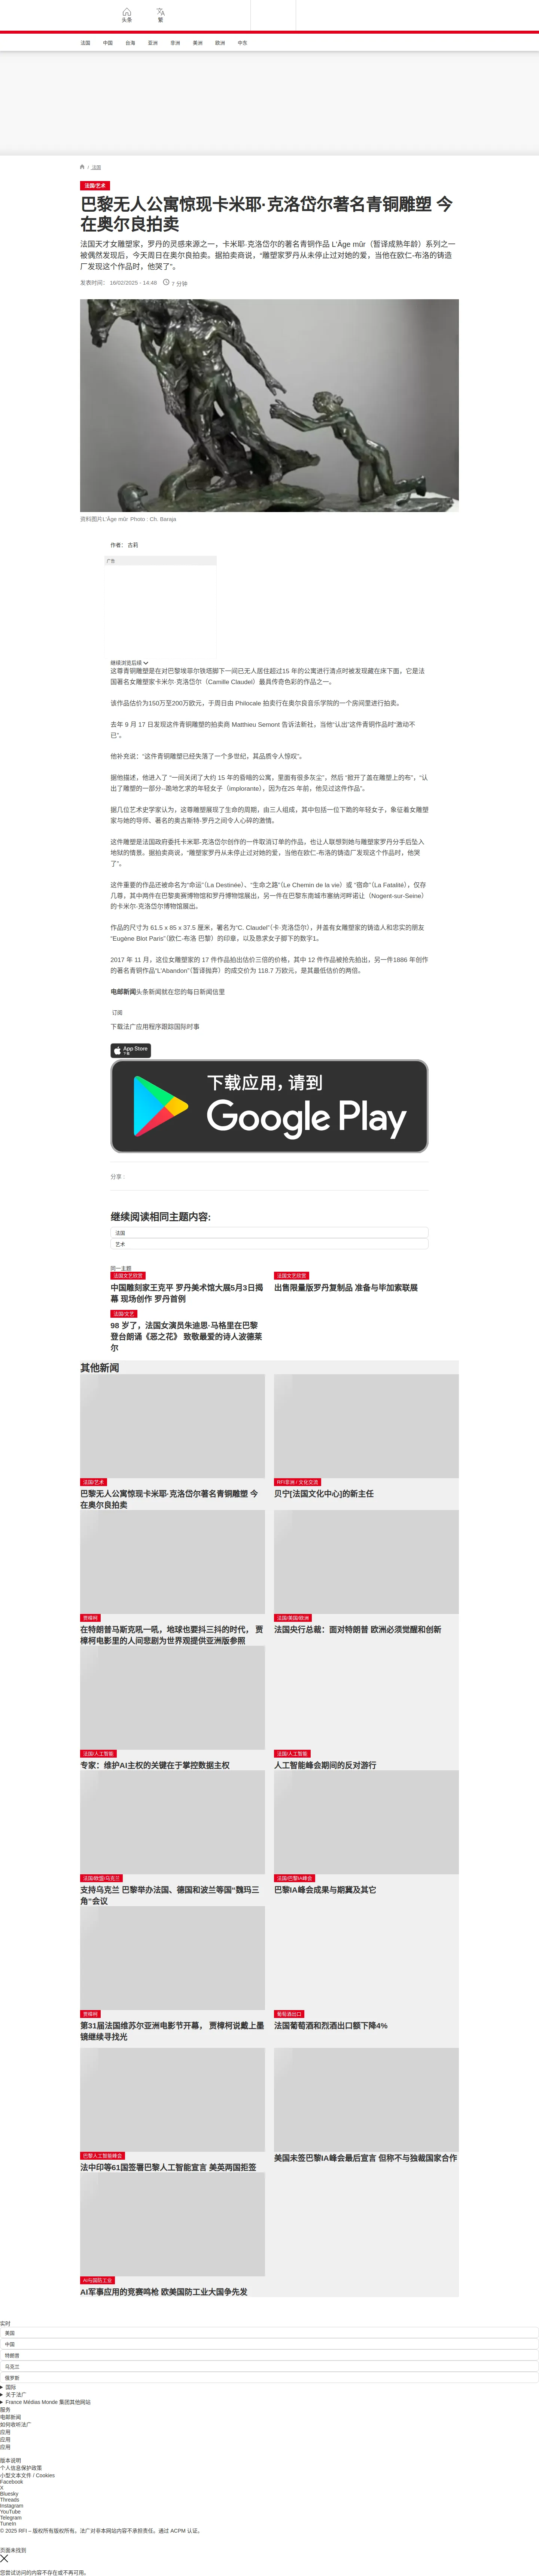 头条
繁
法国
中国
台海
亚洲
非洲
美洲
欧洲
中东
/ 法国
法国/艺术
巴黎无人公寓惊现卡米耶·克洛岱尔著名青铜雕塑 今
在奥尔良拍卖
法国天才女雕塑家，罗丹的灵感来源之一，卡米耶·克洛岱尔的著名青铜作品 L'Âge mûr（暂译成熟年龄）系列之一
被偶然发现后，今天周日在奥尔良拍卖。据拍卖商说，“雕塑家罗丹从未停止过对她的爱，当他在欧仁-布洛的铸造
厂发现这个作品时，他哭了”。
发表时间： 16/02/2025 - 14:48
7 分钟
资料图片L'Âge mûr Photo : Ch. Baraja
作者： 古莉
广告
继续浏览后续
这尊青铜雕塑是在对巴黎埃菲尔铁塔脚下一间已无人居住超过15 年的公寓进行清点时被发现藏在床下面，它是法
国著名女雕塑家卡米尔·克洛岱尔（Camille Claudel）最具传奇色彩的作品之一。
该作品估价为150万至200万欧元，于周日由 Philocale 拍卖行在奥尔良音乐学院的一个房间里进行拍卖。
去年 9 月 17 日发现这件青铜雕塑的拍卖商 Matthieu Semont 告诉法新社，当他“认出”这件青铜作品时“激动不
已”。
他补充说：“这件青铜雕塑已经失落了一个多世纪，其品质令人惊叹”。
据他描述，他进入了 “一间关闭了大约 15 年的昏暗的公寓，里面有很多灰尘”，然后 “掀开了盖在雕塑上的布”，“认
出了雕塑的一部分--跪地乞求的年轻女子（implorante），因为在25 年前，他见过这件作品”。
据几位艺术史学家认为，这尊雕塑展现了生命的周期，由三人组成，其中包括一位下跪的年轻女子，象征着女雕塑
家与她的导师、著名的奥古斯特·罗丹之间令人心碎的激情。
这件雕塑是法国政府委托卡米耶-克洛岱尔创作的一件取消订单的作品，也让人联想到她与雕塑家罗丹分手后坠入
地狱的情景。据拍卖商说，“雕塑家罗丹从未停止过对她的爱，当他在欧仁-布洛的铸造厂发现这个作品时，他哭
了”。
这件重要的作品还被命名为“命运”（La Destinée）、“生命之路”（Le Chemin de la vie）或 “宿命”（La Fatalité），仅存
几尊，其中两件在巴黎奥赛博物馆和罗丹博物馆展出，另一件在巴黎东南城市塞纳河畔诺让（Nogent-sur-Seine）
的卡米尔·克洛岱尔博物馆展出。
作品的尺寸为 61.5 x 85 x 37.5 厘米，署名为“C. Claudel”（卡·克洛岱尔），并盖有女雕塑家的铸造人和忠实的朋友
“Eugène Blot Paris”（欧仁-布洛 巴黎）的印章，以及恳求女子脚下的数字1。
2017 年 11 月，这位女雕塑家的 17 件作品拍出估价三倍的价格，其中 12 件作品被抢先拍出，另一件1886 年创作
的著名青铜作品“L'Abandon”（暂译抛弃）的成交价为 118.7 万欧元，是其最低估价的两倍。
电邮新闻头条新闻就在您的每日新闻信里
订阅
下载法广应用程序跟踪国际时事
App Store
下载
下载应用，请到
Google Play
分享：
继续阅读相同主题内容:
法国
艺术
同一主题
法国文艺欣赏
中国雕刻家王克平 罗丹美术馆大展5月3日揭
幕 现场创作 罗丹首例
法国文艺欣赏
出售限量版罗丹复制品 准备与毕加索联展
法国/文艺
98 岁了，法国女演员朱迪思·马格里在巴黎
登台朗诵《恶之花》 致敬最爱的诗人波德莱
尔
其他新闻
法国/艺术
巴黎无人公寓惊现卡米耶·克洛岱尔著名青铜雕塑 今
在奥尔良拍卖
RFI非洲 / 文化交流
贝宁[法国文化中心]的新主任
贾樟柯
在特朗普马斯克吼一吼，地球也要抖三抖的时代， 贾
樟柯电影里的人间悲剧为世界观提供亚洲版参照
法国/美国/欧洲
法国央行总裁：面对特朗普 欧洲必须觉醒和创新
法国/人工智能
专家：维护AI主权的关键在于掌控数据主权
法国/人工智能
人工智能峰会期间的反对游行
法国/欧盟/乌克兰
支持乌克兰 巴黎举办法国、德国和波兰等国“魏玛三
角”会议
法国/巴黎IA峰会
巴黎IA峰会成果与期冀及其它
贾樟柯
第31届法国维苏尔亚洲电影节开幕， 贾樟柯说戴上墨
镜继续寻找光
葡萄酒出口
法国葡萄酒和烈酒出口额下降4%
巴黎人工智能峰会
法中印等61国签署巴黎人工智能宣言 美英两国拒签
美国未签巴黎IA峰会最后宣言 但称不与独裁国家合作
AI与国防工业
AI军事应用的竞赛鸣枪 欧美国防工业大国争先发
实时
美国
中国
特朗普
乌克兰
俄罗斯
国际
关于法广
France Médias Monde 集团其他网站
服务
电邮新闻
如何收听法广
应用
应用
应用
版本说明
个人信息保护政策
小型文本文件 / Cookies
Facebook
X
Bluesky
Threads
Instagram
YouTube
Telegram
TuneIn
© 2025 RFI – 版权所有版权所有。法广对非本网站内容不承担责任。通过 ACPM 认证。
页面未找到
您尝试访问的内容不存在或不再可用。